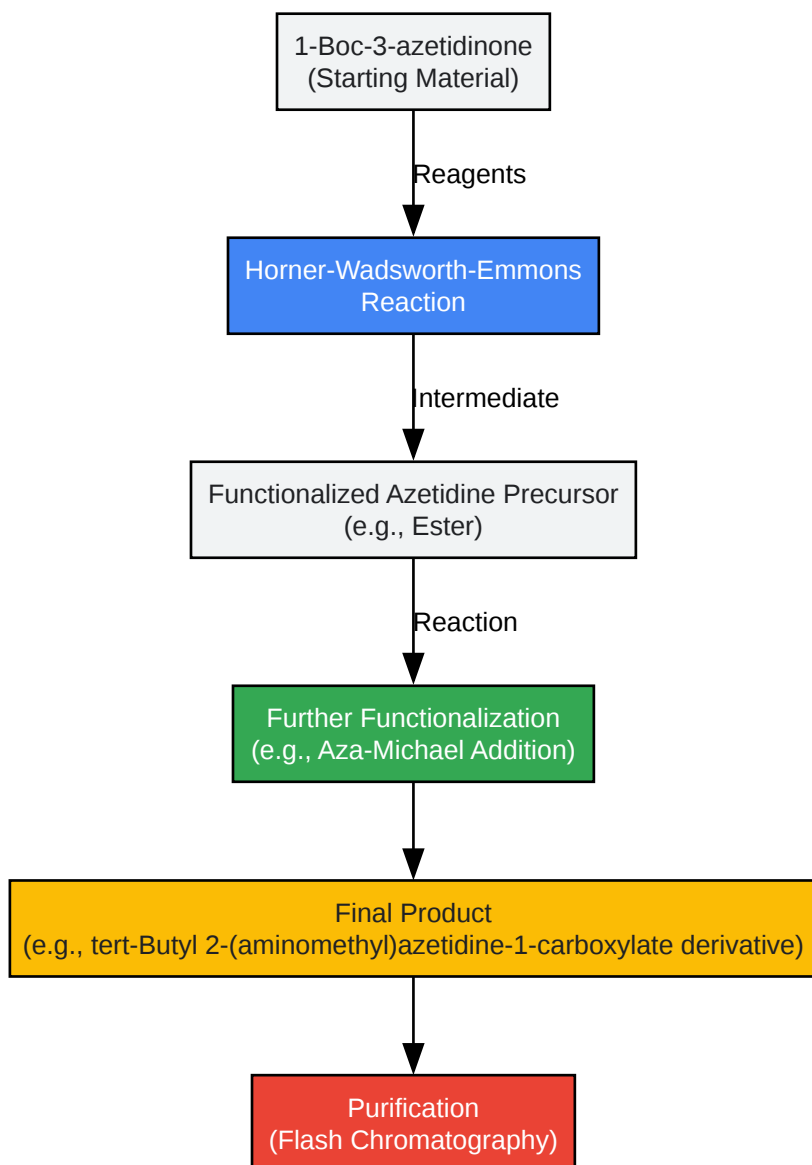 1-Boc-3-azetidinone
(Starting Material)
Reagents
Horner-Wadsworth-Emmons
Reaction
Intermediate
Functionalized Azetidine Precursor
(e.g., Ester)
Reaction
Further Functionalization
(e.g., Aza-Michael Addition)
Final Product
(e.g., tert-Butyl 2-(aminomethyl)azetidine-1-carboxylate derivative)
Purification
(Flash Chromatography)